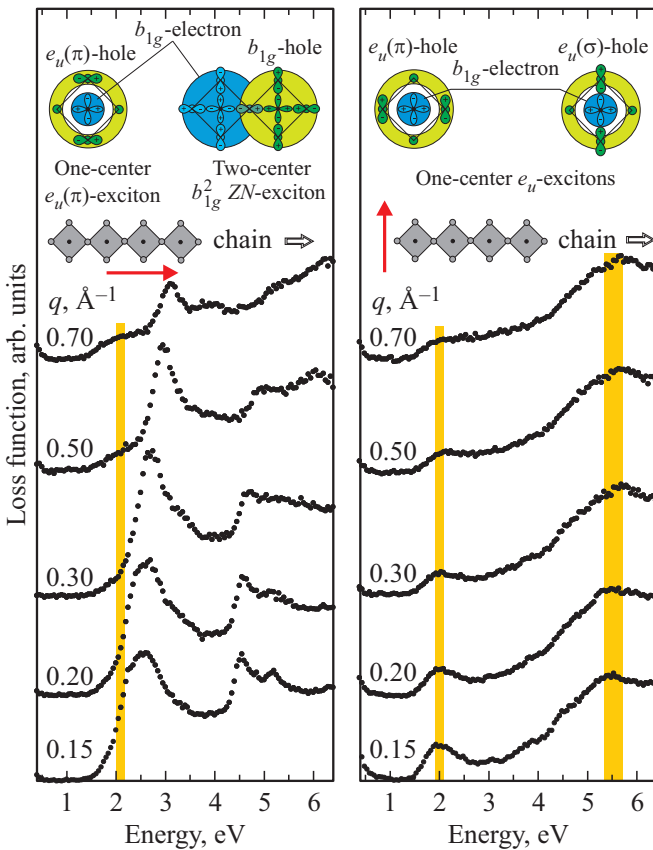 b1g-electron
eu(π)-hole
b1g-hole
One-center
eu(π)-exciton
Two-center
b²1g ZN-exciton
chain
q, Å−1
0.70
0.50
0.30
0.20
0.15
Loss function, arb. units
1 2 3 4 5 6
Energy, eV
eu(π)-hole
eu(σ)-hole
b1g-electron
One-center eu-excitons
chain
q, Å−1
0.70
0.50
0.30
0.20
0.15
1 2 3 4 5 6
Energy, eV